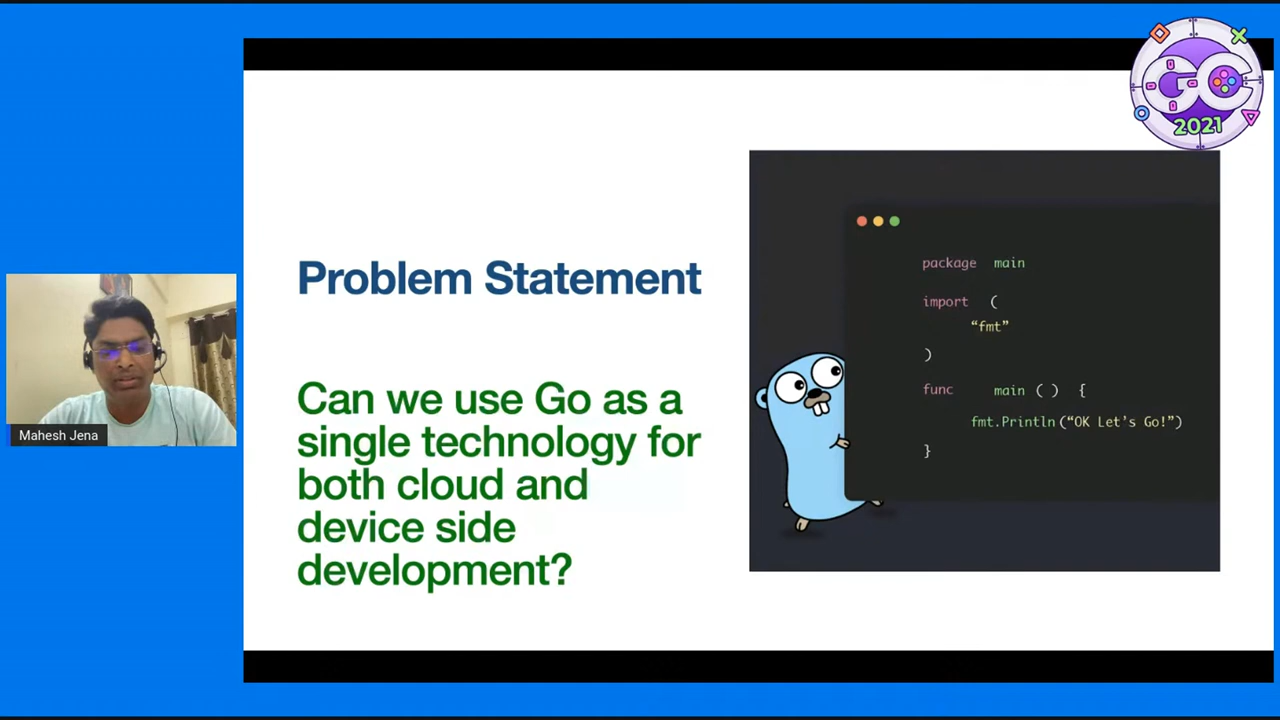 GC
2021
Problem Statement
Can we use Go as a
single technology for
both cloud and
device side
development?
package main
import (
“fmt”
)
func main ( ) {
fmt.Println(“OK Let’s Go!”)
}
Mahesh Jena